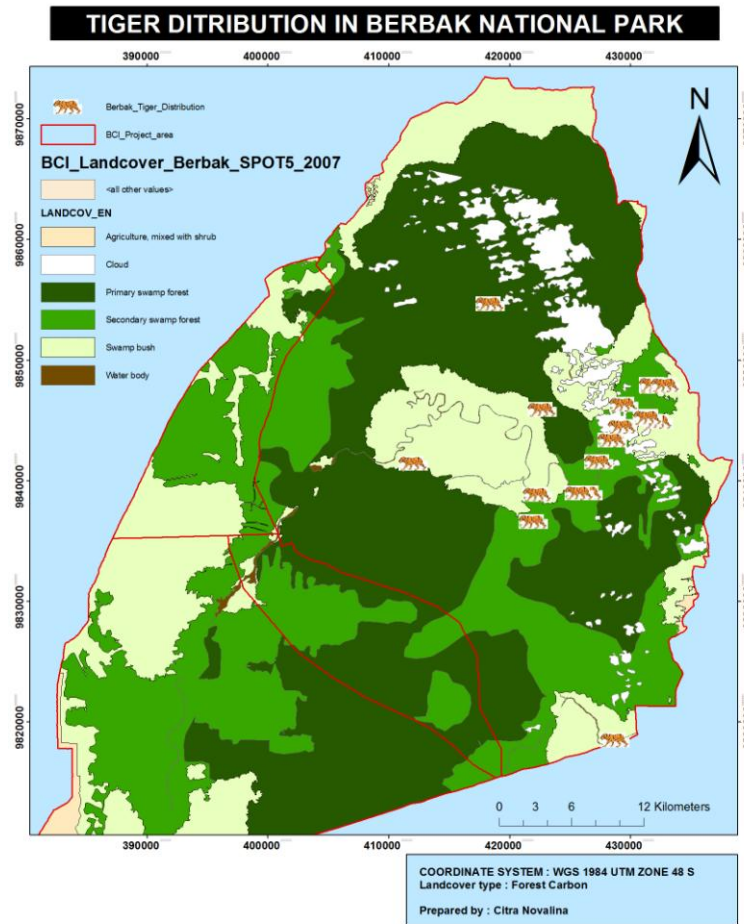 TIGER DITRIBUTION IN BERBAK NATIONAL PARK
390000 400000 410000 420000 430000
Berbak_Tiger_Distribution
BCI_Project_area
BCI_Landcover_Berbak_SPOT5_2007
<all other values>
LANDCOV_EN
Agriculture, mixed with shrub
Cloud
Primary swamp forest
Secondary swamp forest
Swamp bush
Water body
N
9870000
9860000
9850000
9840000
9830000
9820000
0 3 6 12 Kilometers
390000 400000 410000 420000 430000
COORDINATE SYSTEM : WGS 1984 UTM ZONE 48 S
Landcover type : Forest Carbon
Prepared by : Citra Novalina